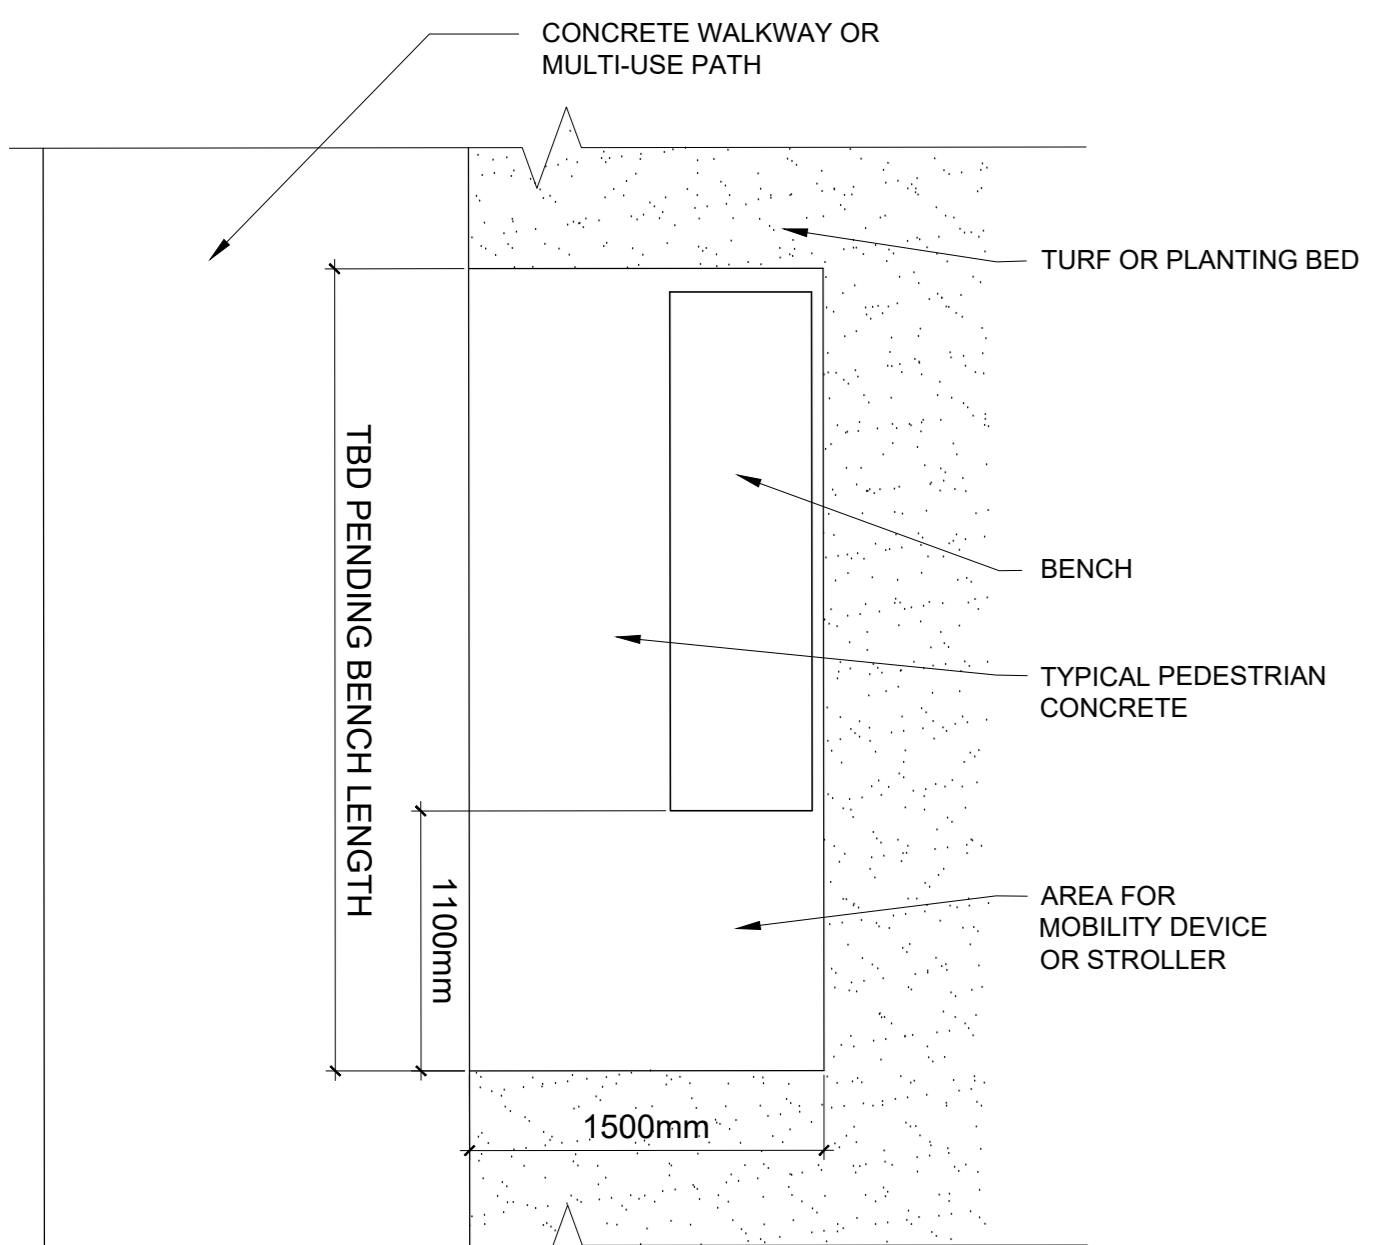 CONCRETE WALKWAY OR
MULTI-USE PATH
TURF OR PLANTING BED
TBD PENDING BENCH LENGTH
BENCH
TYPICAL PEDESTRIAN
CONCRETE
1100mm
AREA FOR
MOBILITY DEVICE
OR STROLLER
1500mm